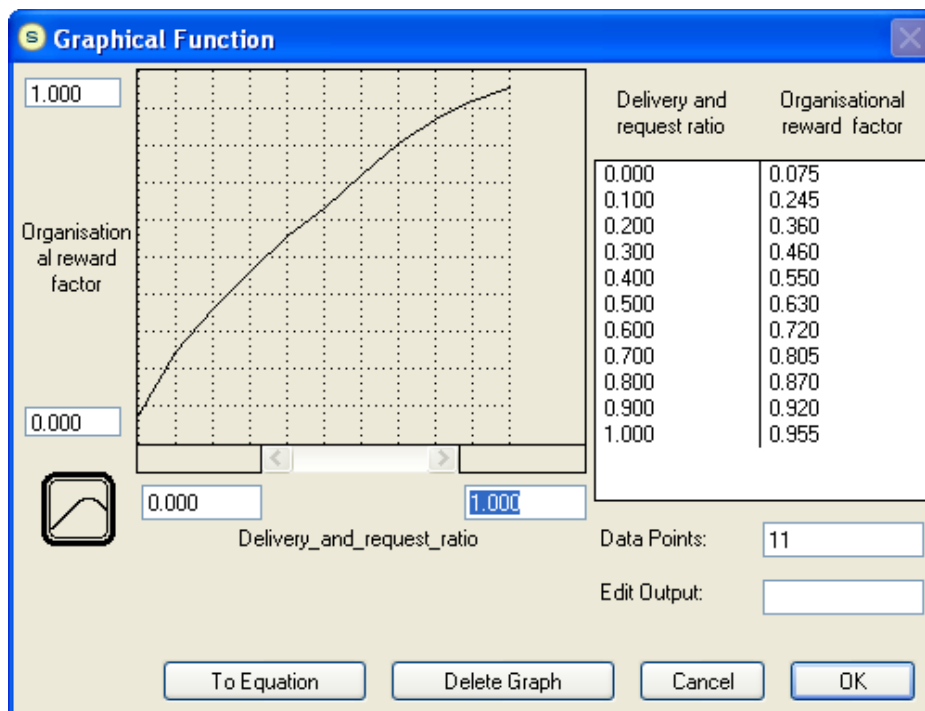 S Graphical Function
1.000
Organisation
al reward
factor
0.000
0.000 1.000
Delivery_and_request_ratio
Delivery and Organisational
request ratio reward factor
0.000 0.075
0.100 0.245
0.200 0.360
0.300 0.460
0.400 0.550
0.500 0.630
0.600 0.720
0.700 0.805
0.800 0.870
0.900 0.920
1.000 0.955
Data Points: 11
Edit Output:
To Equation Delete Graph Cancel OK